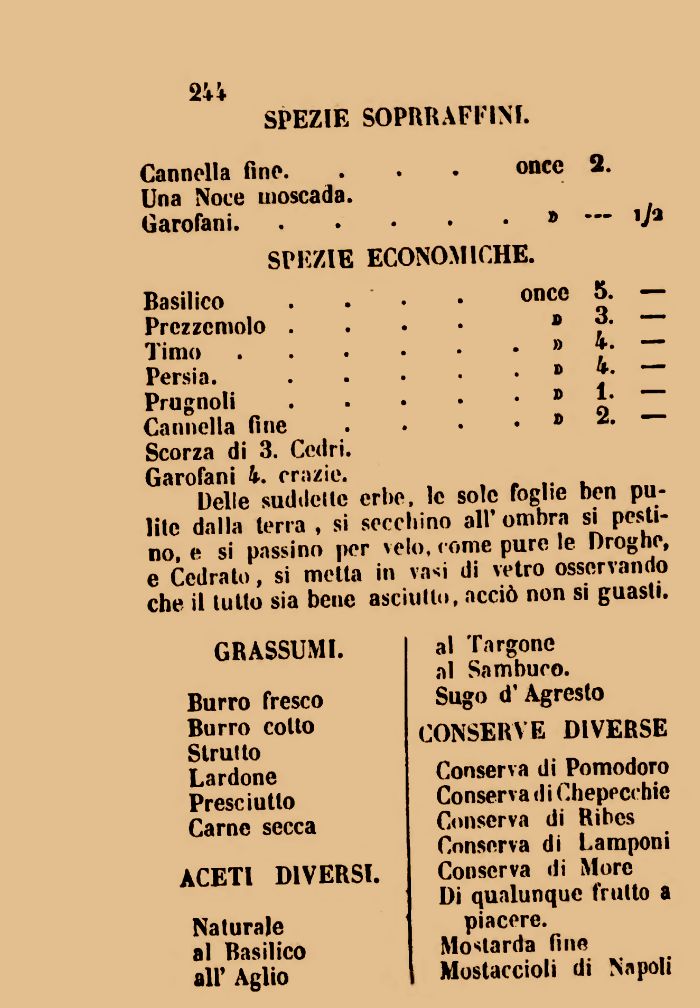 244
SPEZIE SOPRRAFFINI.
Cannella fine. . . . once 2.
Una Noce moscada.
Garofani. . . . . . » --- 1/2
SPEZIE ECONOMICHE.
Basilico . . . . once 5. —
Prezzemolo . . . . » 3. —
Timo . . . . . . » 4. —
Persia. . . . . . » 4. —
Prugnoli . . . . . » 1. —
Cannella fine . . . . » 2. —
Scorza di 3. Cedri.
Garofani 4. crazie.
Delle suddette erbe, le sole foglie ben pu-
lite dalla terra , si secchino all' ombra si pesti-
no, e si passino per velo, come pure le Droghe,
e Cedrato, si metta in vasi di vetro osservando
che il tutto sia bene asciutto, acciò non si guasti.
GRASSUMI.
Burro fresco
Burro cotto
Strutto
Lardone
Presciutto
Carne secca
ACETI DIVERSI.
Naturale
al Basilico
all' Aglio
al Targone
al Sambuco.
Sugo d' Agresto
CONSERVE DIVERSE
Conserva di Pomodoro
Conserva di Chepecchie
Conserva di Ribes
Conserva di Lamponi
Conserva di More
Di qualunque frutto a
piacere.
Mostarda fine
Mostaccioli di Napoli